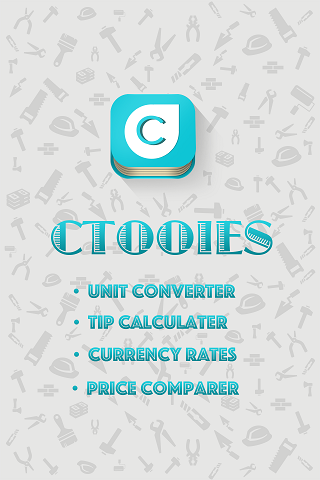 C
CTOOIES
• UNIT CONVERTER
• TIP CALCULATER
• CURRENCY RATES
• PRICE COMPARER